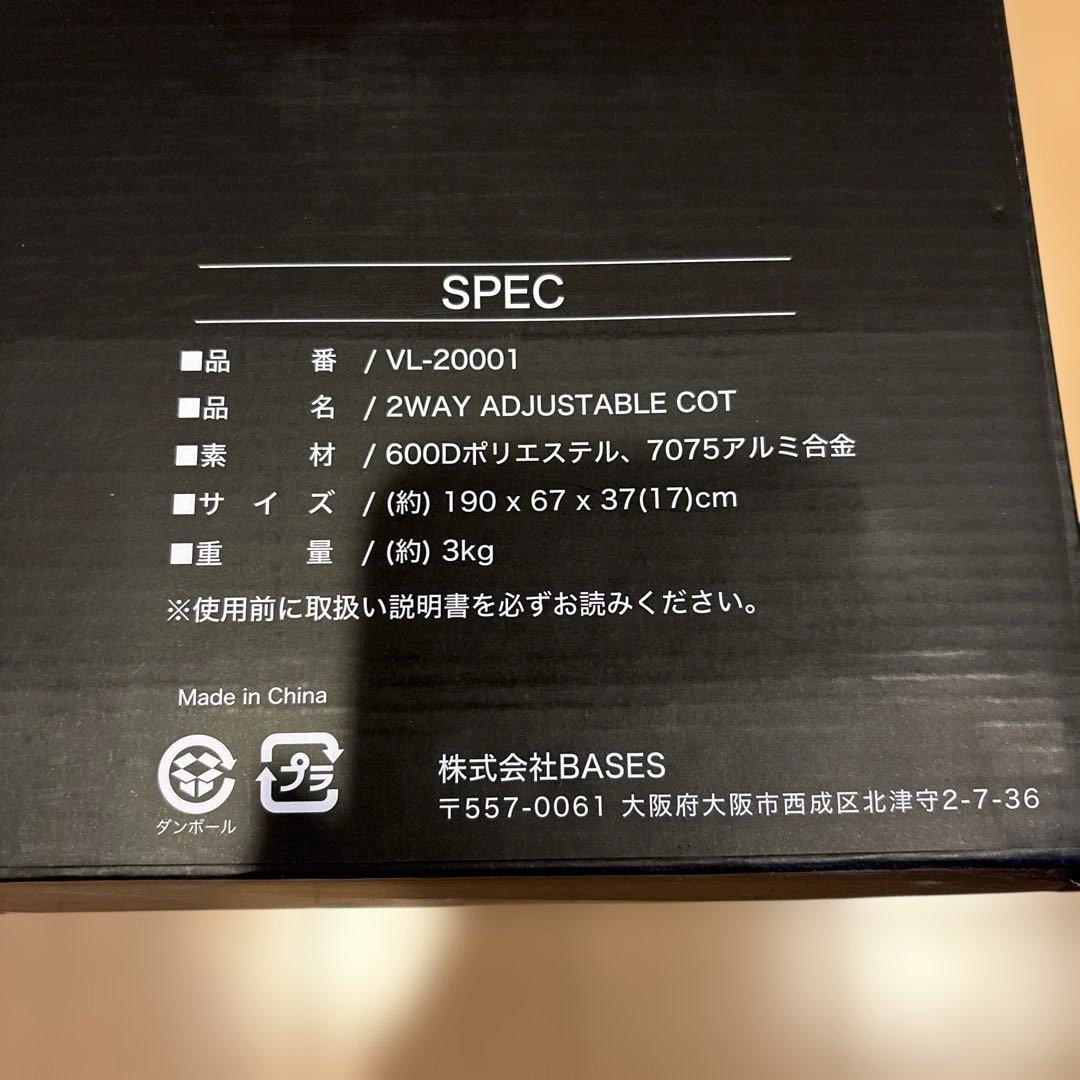 SPEC
■品番 / VL-20001
■品名 / 2WAY ADJUSTABLE COT
■素材 / 600Dポリエステル、7075アルミ合金
■サイズ / (約) 190 x 67 x 37(17)cm
■重量 / (約) 3kg
※使用前に取扱い説明書を必ずお読みください。
Made in China
プラ
ダンボール
株式会社BASES
〒557-0061 大阪府大阪市西成区北津守2-7-36